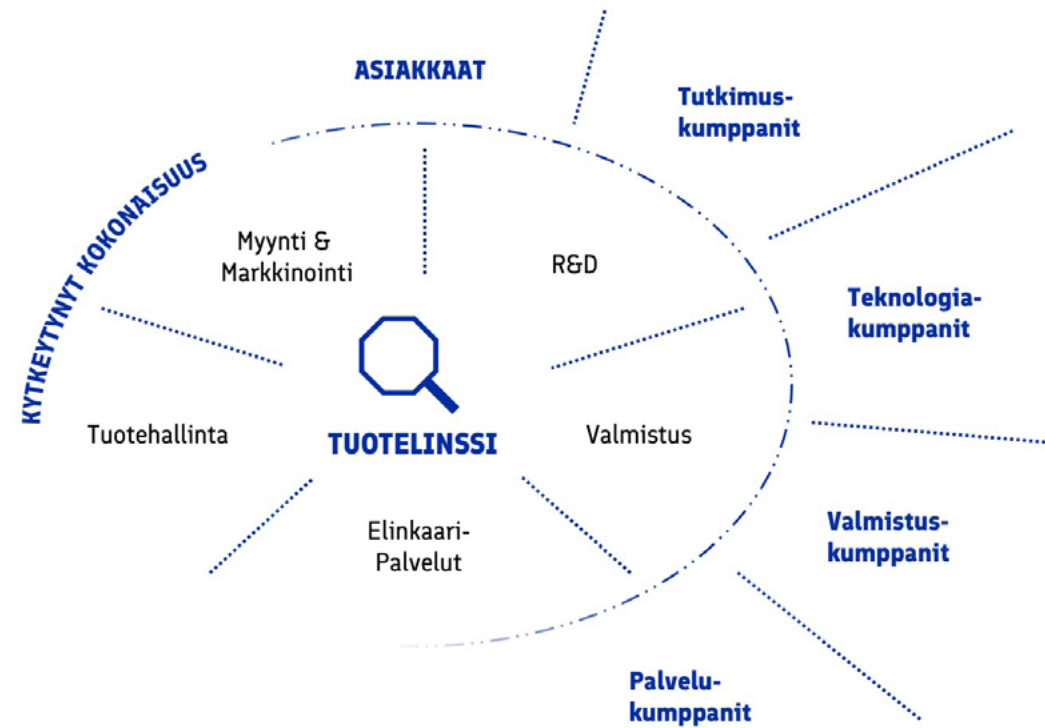 ASIAKKAAT
Tutkimus-
kumppanit
KYTKEYTYNYT KOKONAISUUS
Myynti &
Markkinointi
R&D
Teknologia-
kumppanit
Tuotehallinta
TUOTELINSSI
Valmistus
Elinkaari-
Palvelut
Valmistus-
kumppanit
Palvelu-
kumppanit